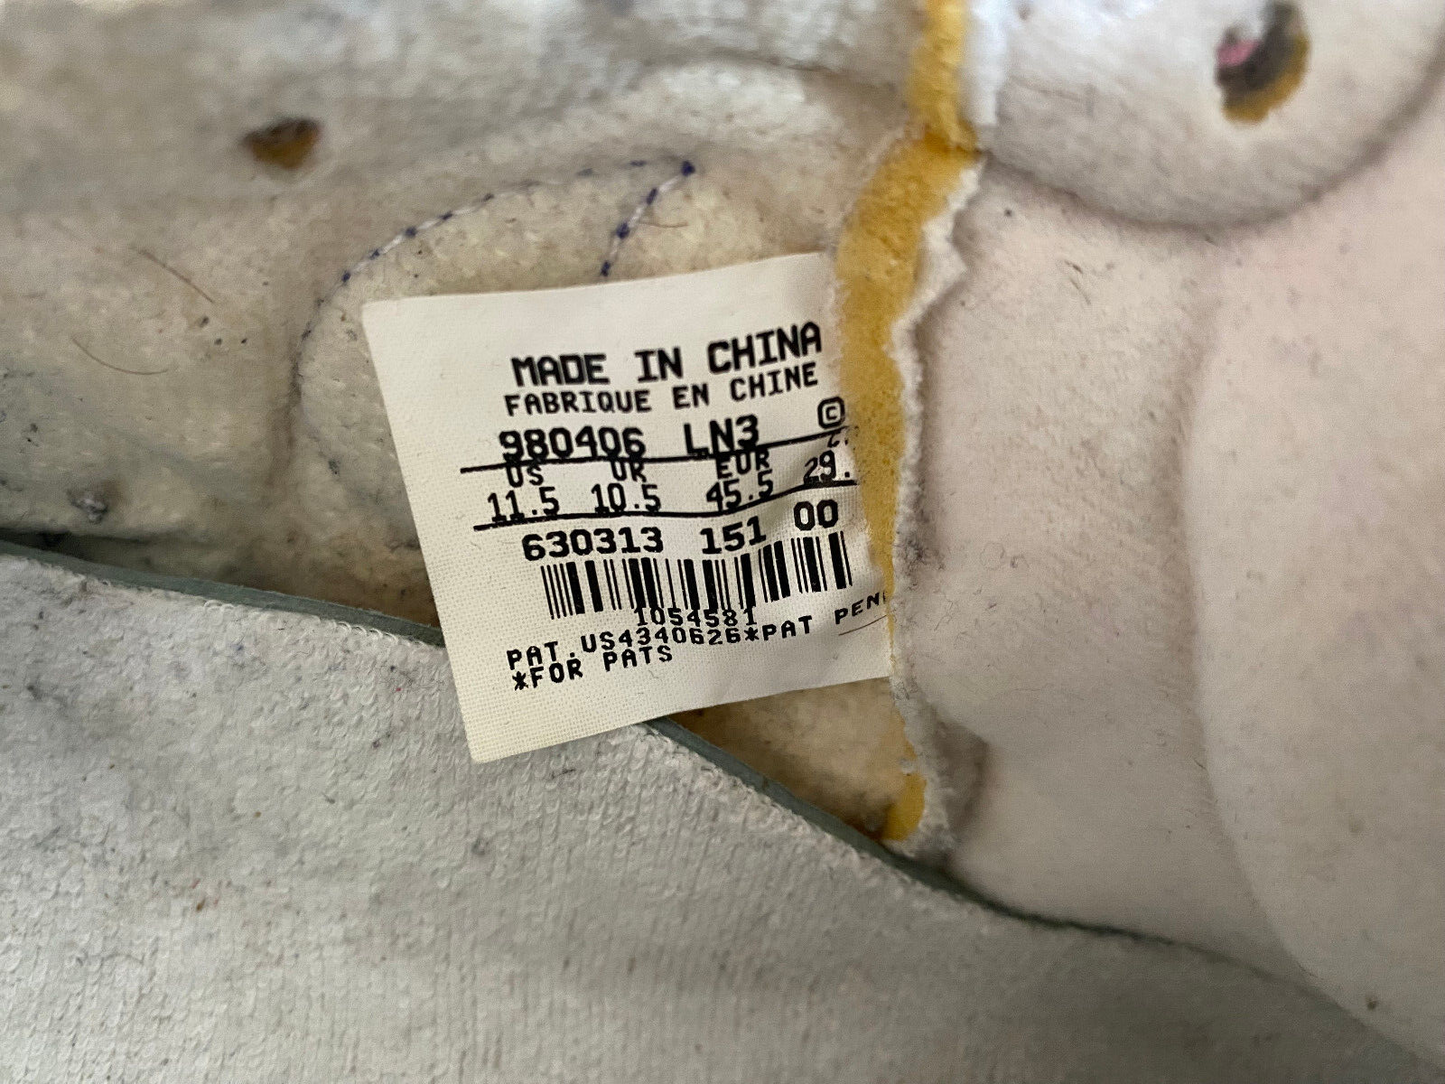 MADE IN CHINA
FABRIQUE EN CHINE
980406 LN3 ©
US UK EUR
11.5 10.5 45.5 29.
630313 151 00
1054581
PAT.US4340626*PAT
*FOR PATS